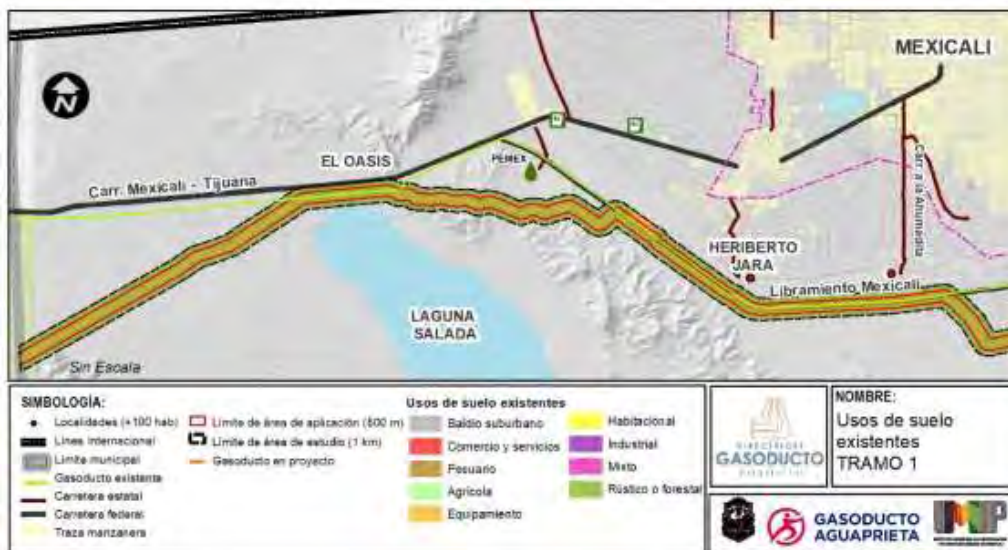 MEXICALI
N
EL OASIS
PEMEX
Carr. Mexicali - Tijuana
Carr. a la Ahumadita
HERIBERTO
JARA
Libramiento Mexicali
LAGUNA
SALADA
Sin Escala
SIMBOLOGÍA:
Localidades (+100 hab)
Línea Internacional
Límite municipal
Gasoducto existente
Carretera estatal
Carretera federal
Traza manzanera
Límite de área de aplicación (500 m)
Límite de área de estudio (1 km)
Gasoducto en proyecto
Usos de suelo existentes
Baldío suburbano
Comercio y servicios
Pecuario
Agrícola
Equipamiento
Habitacional
Industrial
Mixto
Rústico o forestal
GASODUCTO
NOMBRE:
Usos de suelo
existentes
TRAMO 1
GASODUCTO
AGUAPRIETA